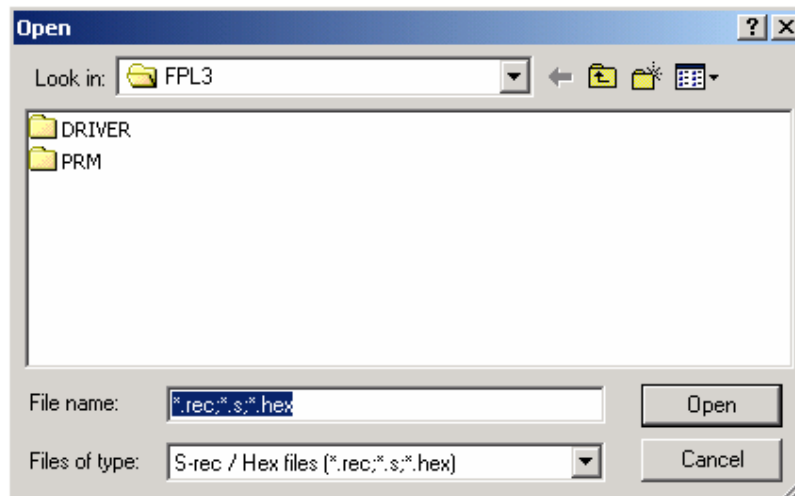 Open
Look in: FPL3
DRIVER
PRM
File name: *.rec;*.s;*.hex Open
Files of type: S-rec / Hex files (*.rec;*.s;*.hex) Cancel